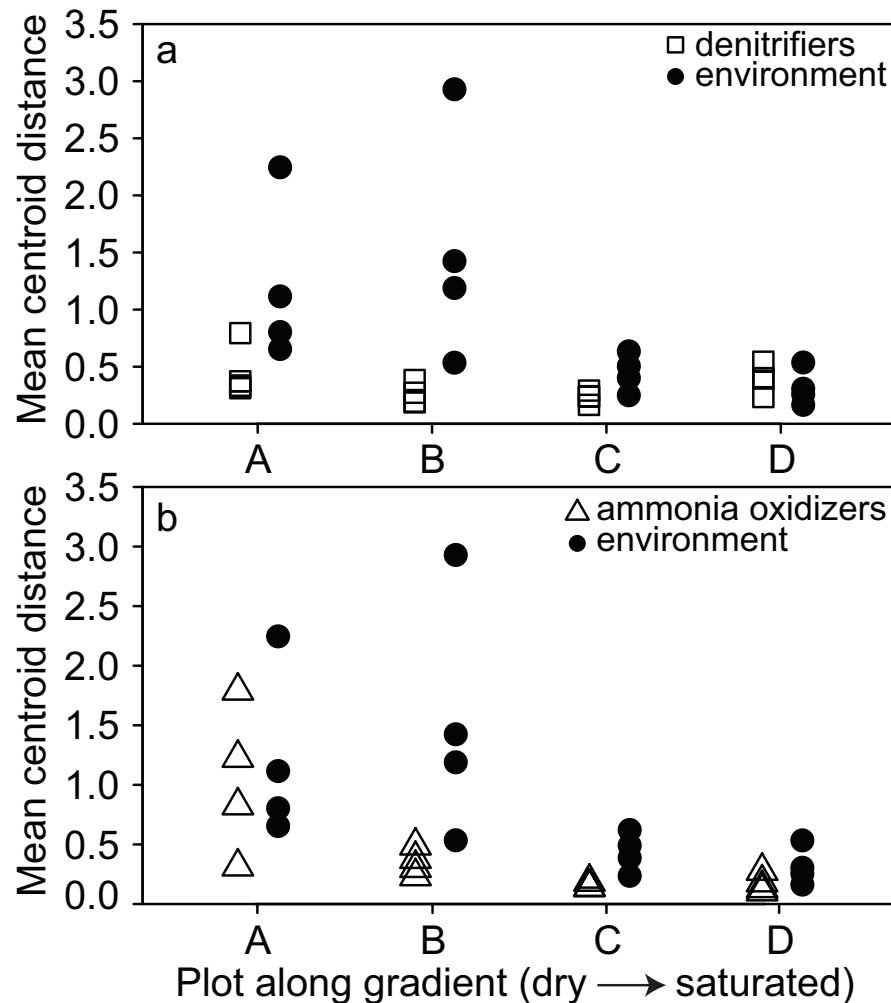 a
denitrifiers
environment
Mean centroid distance
3.5
3.0
2.5
2.0
1.5
1.0
0.5
0.0
A B C D
b
ammonia oxidizers
environment
Mean centroid distance
3.5
3.0
2.5
2.0
1.5
1.0
0.5
0.0
A B C D
Plot along gradient (dry → saturated)